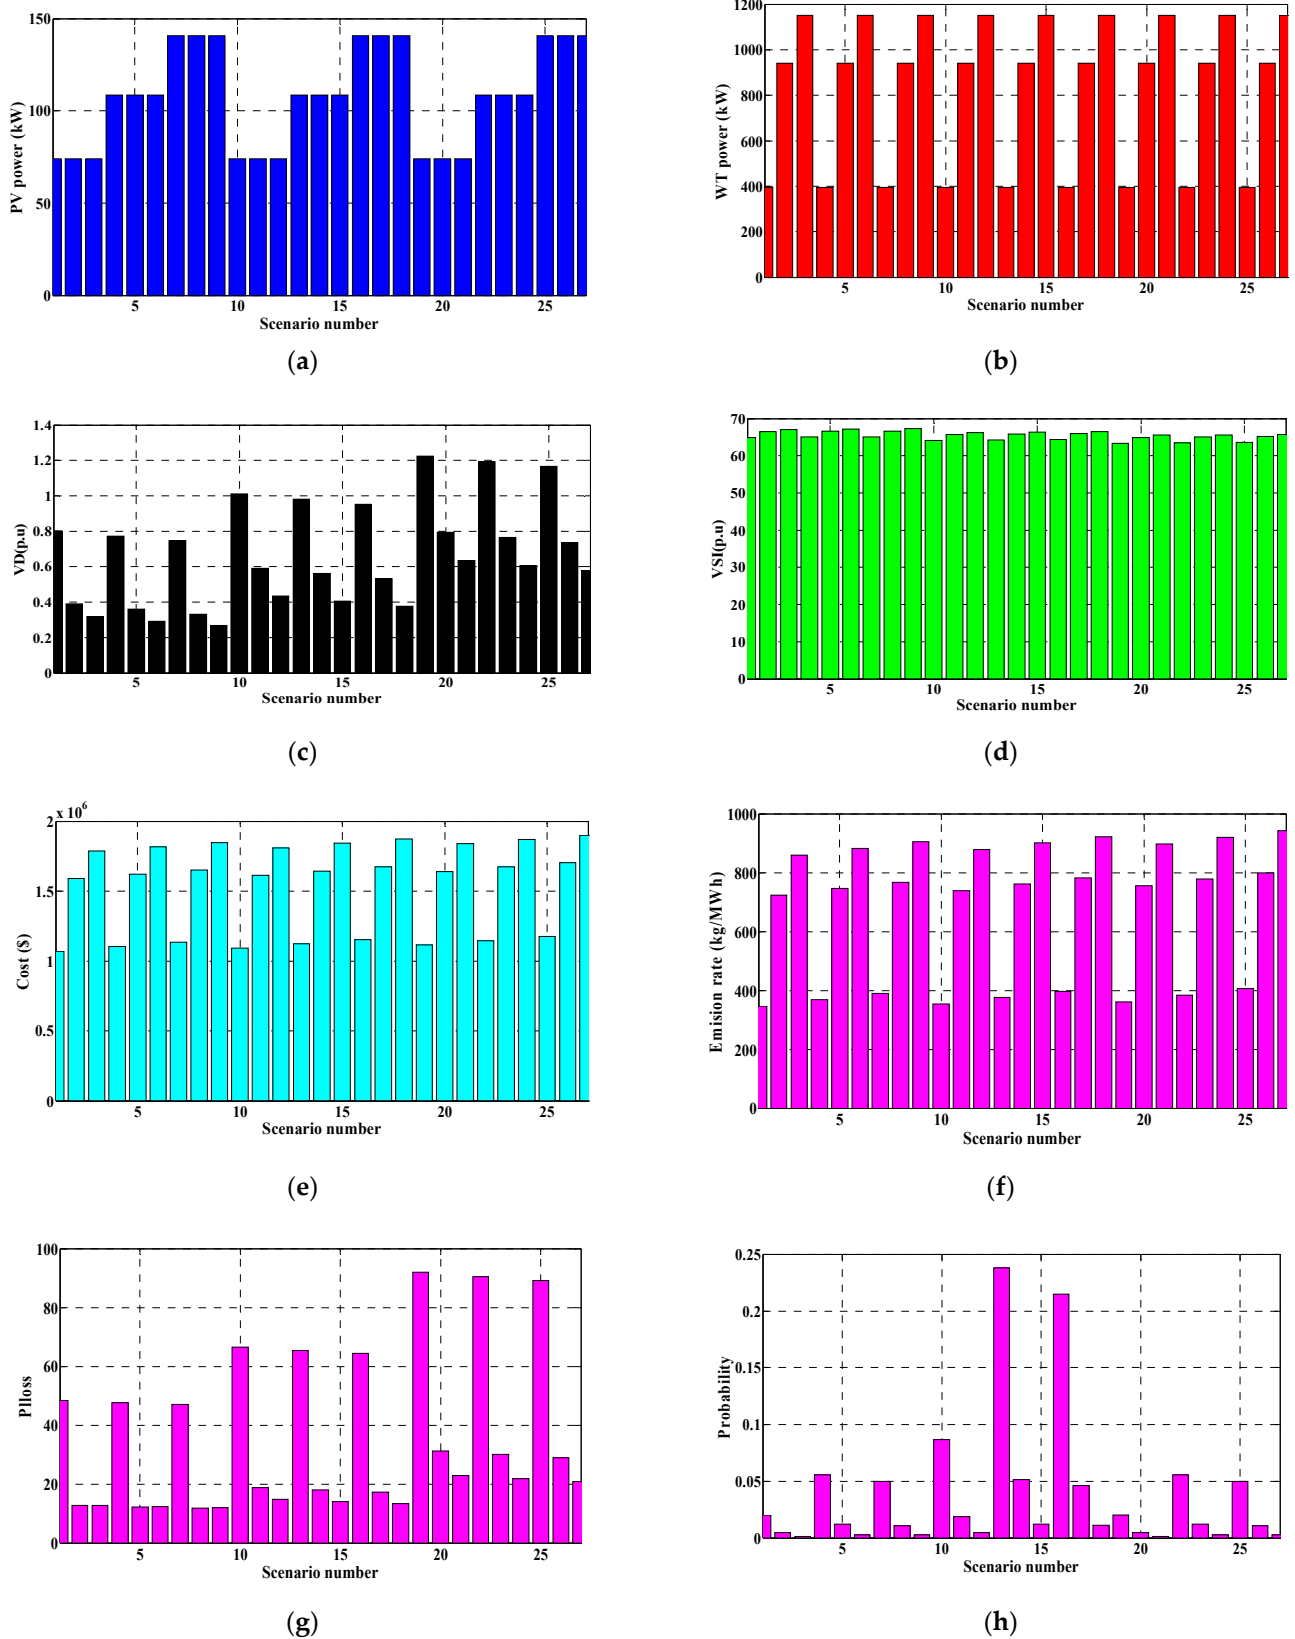 150
100
50
0
PV power (kW)
5 10 15 20 25
Scenario number
(a)
1200
1000
800
600
400
200
0
WT power (kW)
5 10 15 20 25
Scenario number
(b)
1.4
1.2
1
0.8
0.6
0.4
0.2
0
VD(p.u)
5 10 15 20 25
Scenario number
(c)
70
60
50
40
30
20
10
0
VSI(p.u)
5 10 15 20 25
Scenario number
(d)
x 10^6
2
1.5
1
0.5
0
Cost ($)
5 10 15 20 25
Scenario number
(e)
1000
800
600
400
200
0
Emision rate (kg/MWh)
5 10 15 20 25
Scenario number
(f)
100
80
60
40
20
0
Plloss
5 10 15 20 25
Scenario number
(g)
0.25
0.2
0.15
0.1
0.05
0
Probability
5 10 15 20 25
Scenario number
(h)